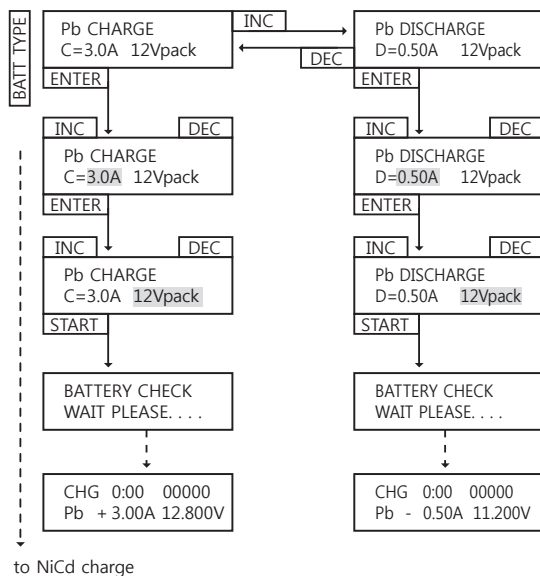 BATT TYPE
Pb CHARGE
C=3.0A 12Vpack
INC
DEC
Pb DISCHARGE
D=0.50A 12Vpack
ENTER
ENTER
INC DEC
Pb CHARGE
C=3.0A 12Vpack
ENTER
INC DEC
Pb DISCHARGE
D=0.50A 12Vpack
ENTER
INC DEC
Pb CHARGE
C=3.0A 12Vpack
START
INC DEC
Pb DISCHARGE
D=0.50A 12Vpack
START
BATTERY CHECK
WAIT PLEASE. . . .
BATTERY CHECK
WAIT PLEASE. . . .
CHG 0:00 00000
Pb + 3.00A 12.800V
CHG 0:00 00000
Pb - 0.50A 11.200V
to NiCd charge